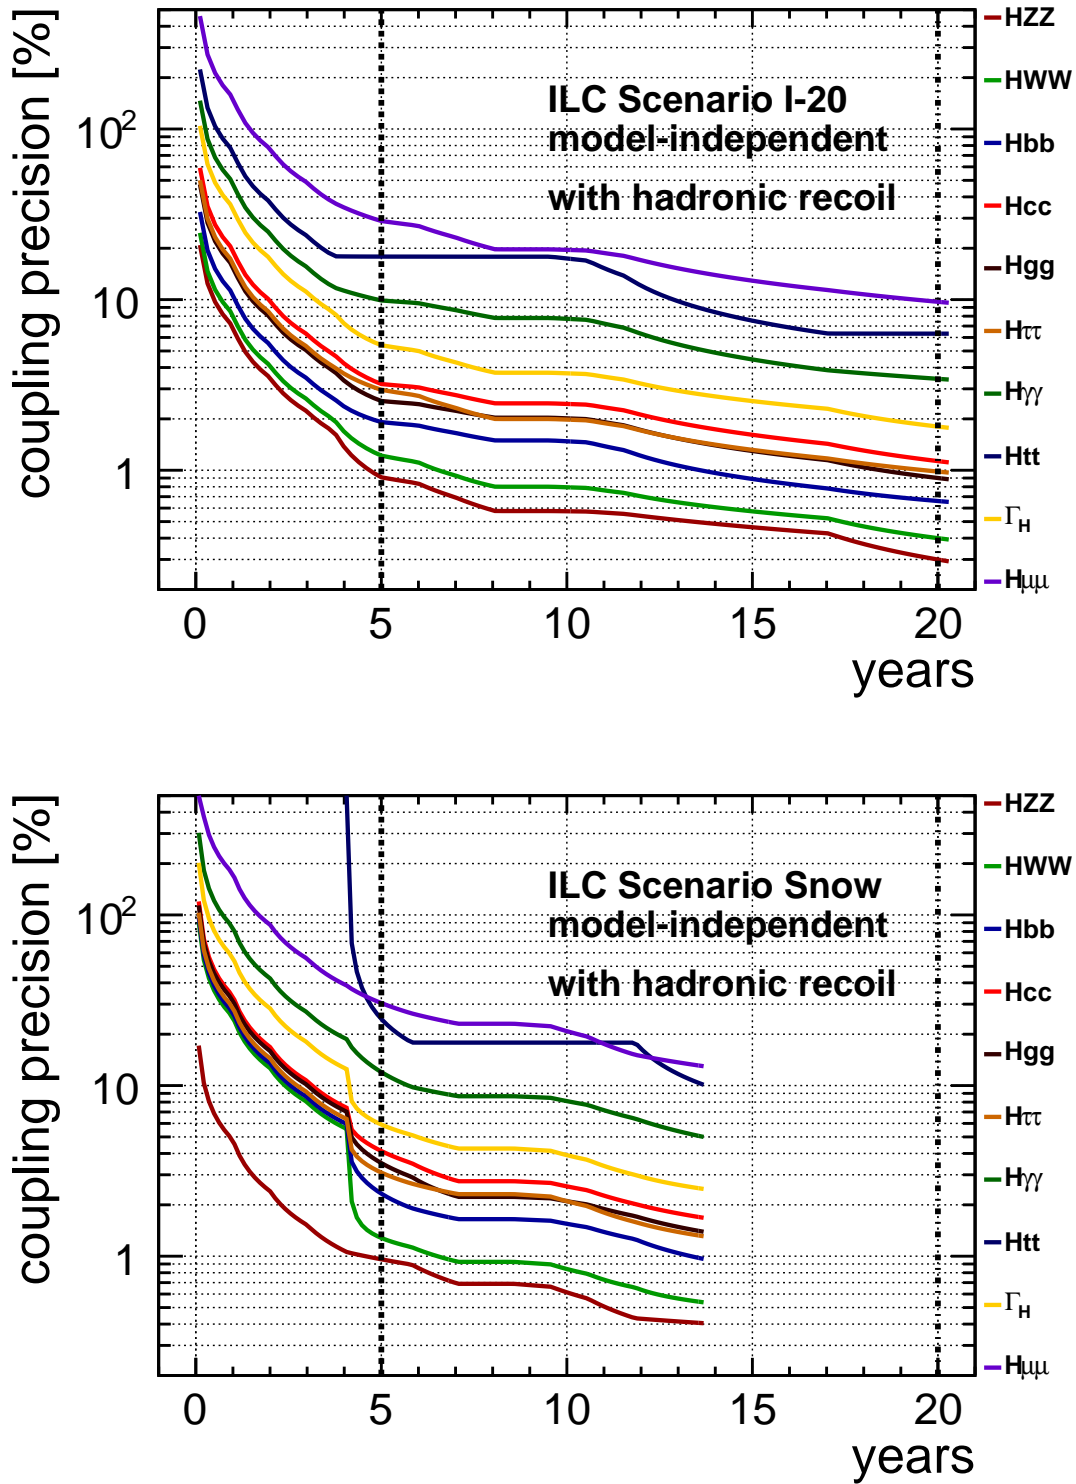 coupling precision [%]
10²
10
1
ILC Scenario I-20
model-independent
with hadronic recoil
0 5 10 15 20
years
HZZ
HWW
Hbb
Hcc
Hgg
Hττ
Hγγ
Htt
Γ_H
Hμμ
coupling precision [%]
10²
10
1
ILC Scenario Snow
model-independent
with hadronic recoil
0 5 10 15 20
years
HZZ
HWW
Hbb
Hcc
Hgg
Hττ
Hγγ
Htt
Γ_H
Hμμ